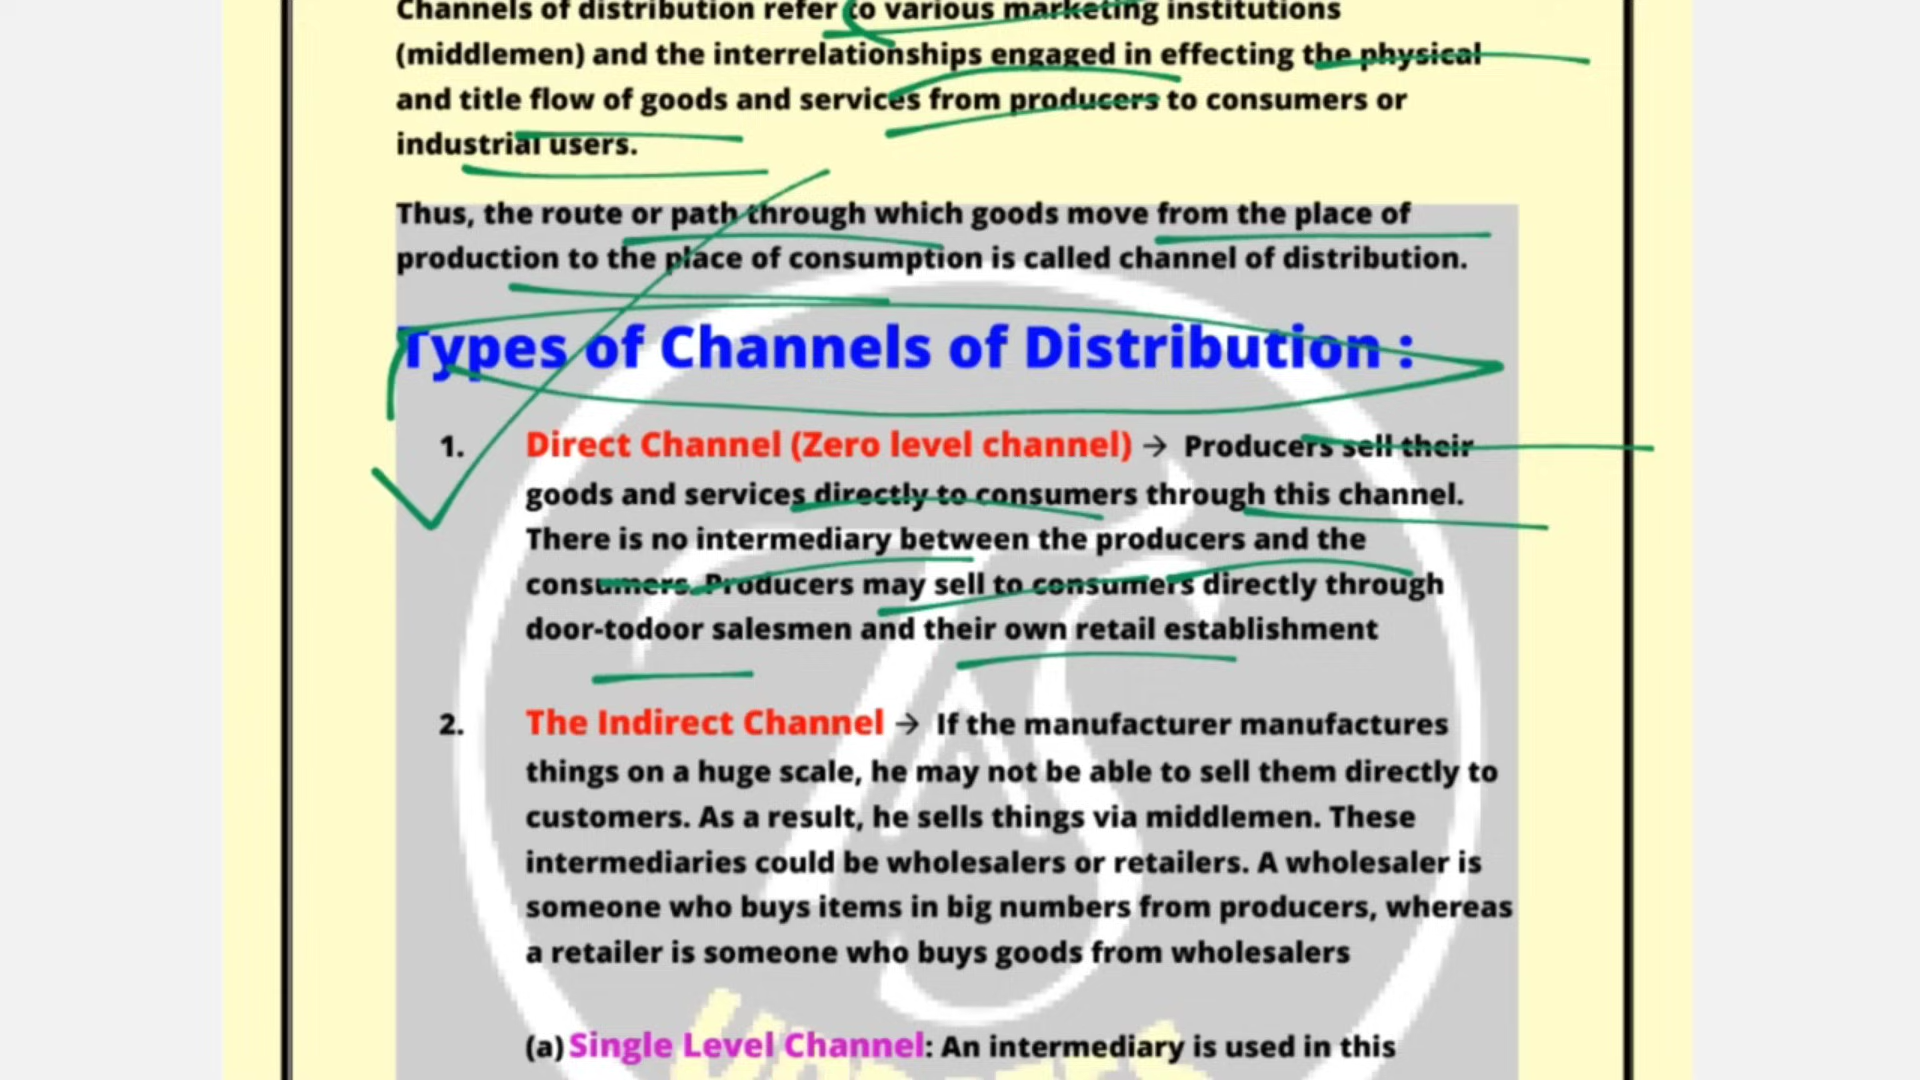 Channels of distribution refer to various marketing institutions
(middlemen) and the interrelationships engaged in effecting the physical
and title flow of goods and services from producers to consumers or
industrial users.
Thus, the route or path through which goods move from the place of
production to the place of consumption is called channel of distribution.
Types of Channels of Distribution :
1. Direct Channel (Zero level channel) → Producers sell their
goods and services directly to consumers through this channel.
There is no intermediary between the producers and the
consumers. Producers may sell to consumers directly through
door-todoor salesmen and their own retail establishment
2. The Indirect Channel → If the manufacturer manufactures
things on a huge scale, he may not be able to sell them directly to
customers. As a result, he sells things via middlemen. These
intermediaries could be wholesalers or retailers. A wholesaler is
someone who buys items in big numbers from producers, whereas
a retailer is someone who buys goods from wholesalers
(a) Single Level Channel: An intermediary is used in this